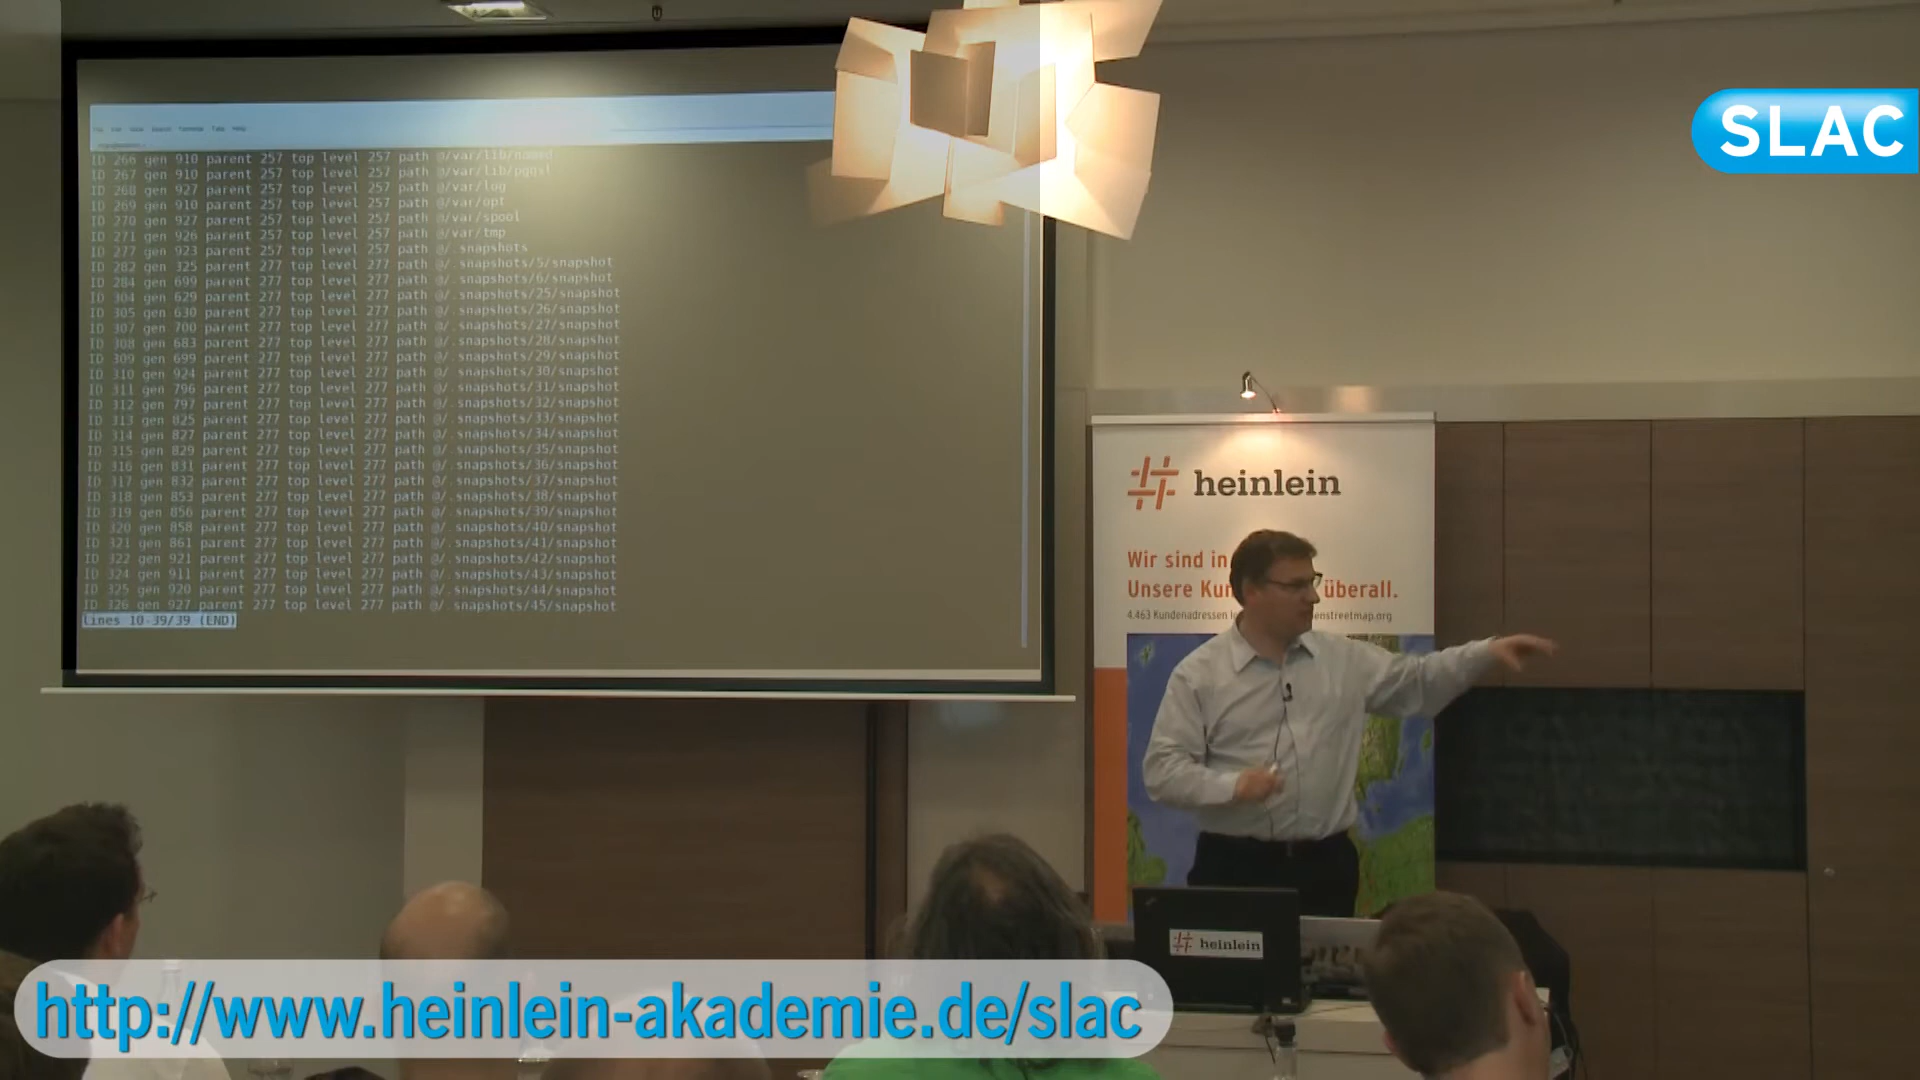 SLAC
File Edit View Search Terminal Tabs Help
ID 266 gen 910 parent 257 top level 257 path @/var/lib/named
ID 267 gen 910 parent 257 top level 257 path @/var/lib/pgsql
ID 268 gen 927 parent 257 top level 257 path @/var/log
ID 269 gen 910 parent 257 top level 257 path @/var/opt
ID 270 gen 927 parent 257 top level 257 path @/var/spool
ID 271 gen 926 parent 257 top level 257 path @/var/tmp
ID 277 gen 923 parent 257 top level 257 path @/.snapshots
ID 282 gen 325 parent 277 top level 277 path @/.snapshots/5/snapshot
ID 284 gen 699 parent 277 top level 277 path @/.snapshots/6/snapshot
ID 304 gen 629 parent 277 top level 277 path @/.snapshots/25/snapshot
ID 305 gen 630 parent 277 top level 277 path @/.snapshots/26/snapshot
ID 307 gen 700 parent 277 top level 277 path @/.snapshots/27/snapshot
ID 308 gen 683 parent 277 top level 277 path @/.snapshots/28/snapshot
ID 309 gen 699 parent 277 top level 277 path @/.snapshots/29/snapshot
ID 310 gen 924 parent 277 top level 277 path @/.snapshots/30/snapshot
ID 311 gen 796 parent 277 top level 277 path @/.snapshots/31/snapshot
ID 312 gen 797 parent 277 top level 277 path @/.snapshots/32/snapshot
ID 313 gen 825 parent 277 top level 277 path @/.snapshots/33/snapshot
ID 314 gen 827 parent 277 top level 277 path @/.snapshots/34/snapshot
ID 315 gen 829 parent 277 top level 277 path @/.snapshots/35/snapshot
ID 316 gen 831 parent 277 top level 277 path @/.snapshots/36/snapshot
ID 317 gen 832 parent 277 top level 277 path @/.snapshots/37/snapshot
ID 318 gen 853 parent 277 top level 277 path @/.snapshots/38/snapshot
ID 319 gen 856 parent 277 top level 277 path @/.snapshots/39/snapshot
ID 320 gen 858 parent 277 top level 277 path @/.snapshots/40/snapshot
ID 321 gen 861 parent 277 top level 277 path @/.snapshots/41/snapshot
ID 322 gen 921 parent 277 top level 277 path @/.snapshots/42/snapshot
ID 324 gen 911 parent 277 top level 277 path @/.snapshots/43/snapshot
ID 325 gen 920 parent 277 top level 277 path @/.snapshots/44/snapshot
ID 326 gen 927 parent 277 top level 277 path @/.snapshots/45/snapshot
lines 10-39/39 (END)
heinlein
Wir sind in
Unsere Kun überall.
4.463 Kundenadressen enstreetmap.org
heinlein
http://www.heinlein-akademie.de/slac